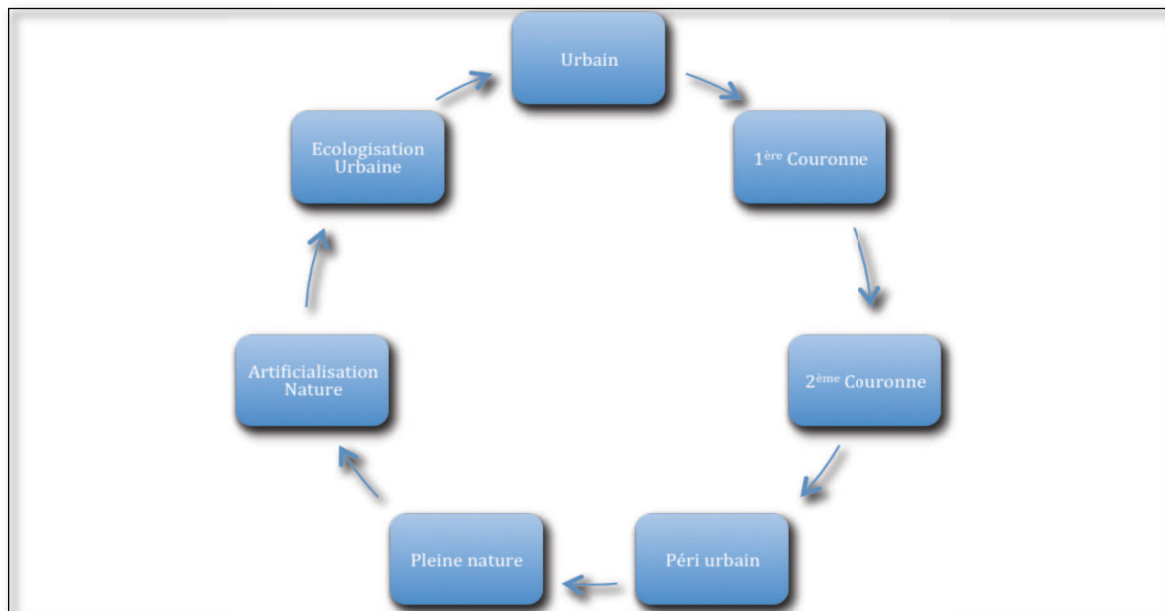 Urbain
1ère Couronne
2ème Couronne
Péri urbain
Pleine nature
Artificialisation
Nature
Ecologisation
Urbaine